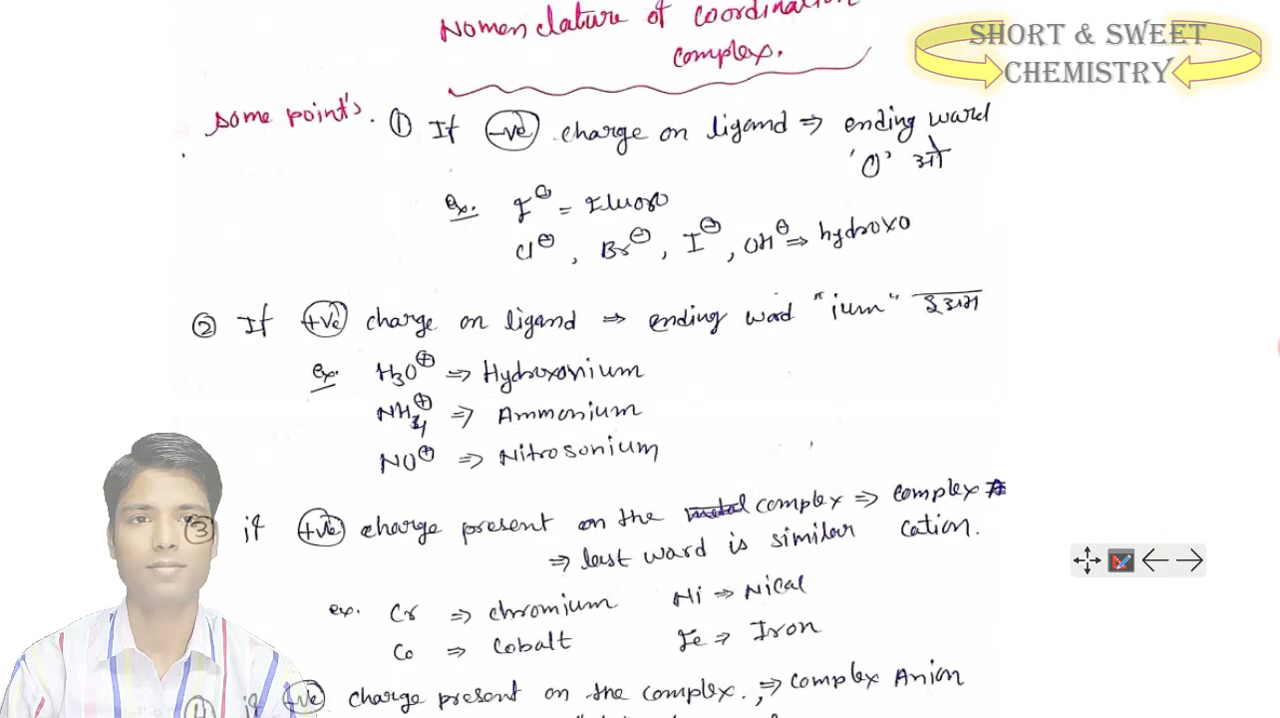 Nomenclature of coordination
complex.
SHORT & SWEET
CHEMISTRY
some point's. ① If -ve charge on ligand ⇒ ending ward
'O' ओ
ex. F⊖ = Fluoro
Cl⊖, Br⊖, I⊖, OH⊖ ⇒ hydroxo
② If +ve charge on ligand ⇒ ending ward "ium" इअम
ex. H3O⊕ ⇒ Hydroxonium
NH4⊕ ⇒ Ammonium
NO⊕ ⇒ Nitrosonium
③ if +ve charge present on the complex ⇒ complex
cation.
⇒ last ward is similar
ex. Cr ⇒ chromium Ni ⇒ Nical
Co ⇒ Cobalt Fe ⇒ Iron
④ if -ve charge present on the complex. ⇒ complex Anion